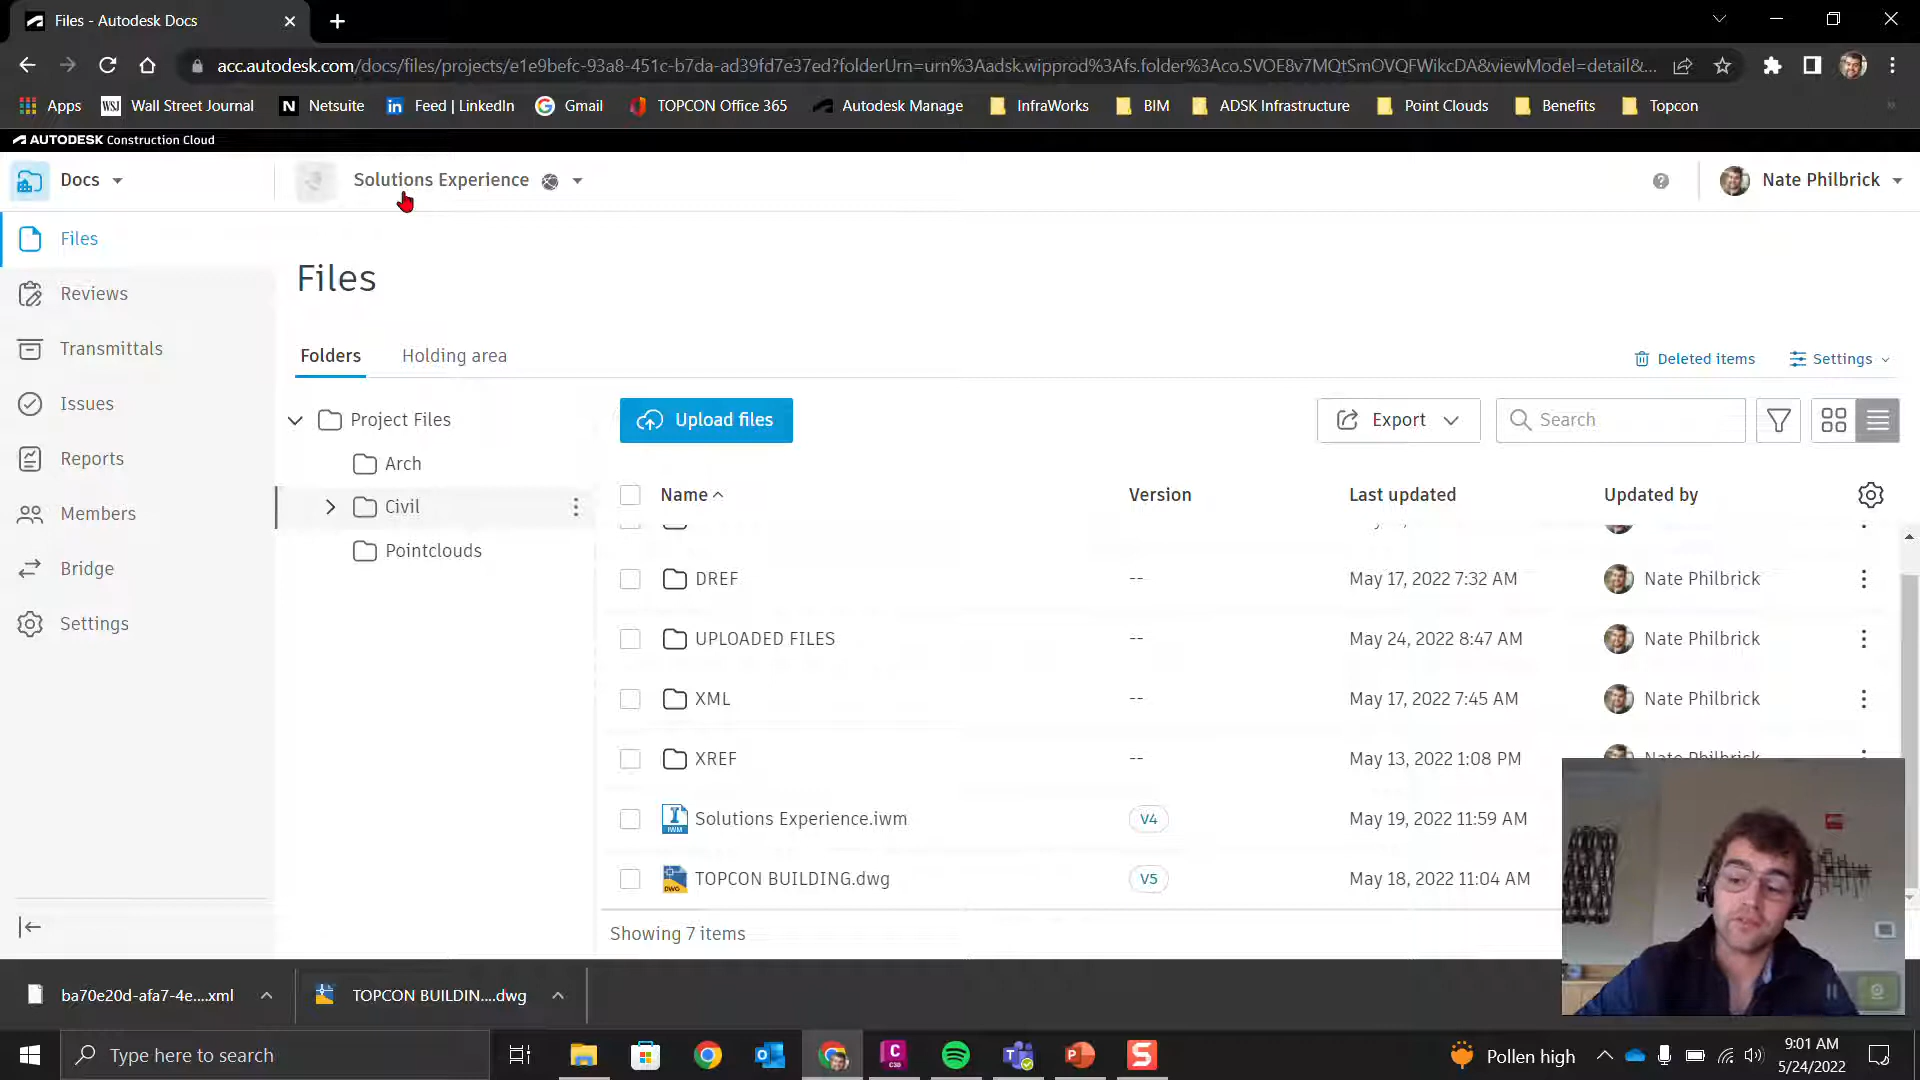 Files - Autodesk Docs
acc.autodesk.com/docs/files/projects/e1e9befc-93a8-451c-b7da-ad39fd7e37ed?folderUrn=urn%3Aadsk.wipprod%3Afs.folder%3Aco.SVOE8v7MQtSmOVQFWikcDA&viewModel=detail&...
Apps WSJ Wall Street Journal N Netsuite in Feed | LinkedIn Gmail TOPCON Office 365 Autodesk Manage InfraWorks BIM ADSK Infrastructure Point Clouds Benefits Topcon
AUTODESK Construction Cloud
Docs Solutions Experience Nate Philbrick
Files
Reviews
Transmittals
Issues
Reports
Members
Bridge
Settings
Files
Folders Holding area Deleted items Settings
Project Files
Arch
Civil
Pointclouds
Upload files Export Search
Name Version Last updated Updated by
DREF -- May 17, 2022 7:32 AM Nate Philbrick
UPLOADED FILES -- May 24, 2022 8:47 AM Nate Philbrick
XML -- May 17, 2022 7:45 AM Nate Philbrick
XREF -- May 13, 2022 1:08 PM Nate Philbrick
I IWM Solutions Experience.iwm V4 May 19, 2022 11:59 AM
DWG TOPCON BUILDING.dwg V5 May 18, 2022 11:04 AM
Showing 7 items
ba70e20d-afa7-4e....xml TOPCON BUILDIN....dwg
Type here to search C C3D S Pollen high 9:01 AM
5/24/2022